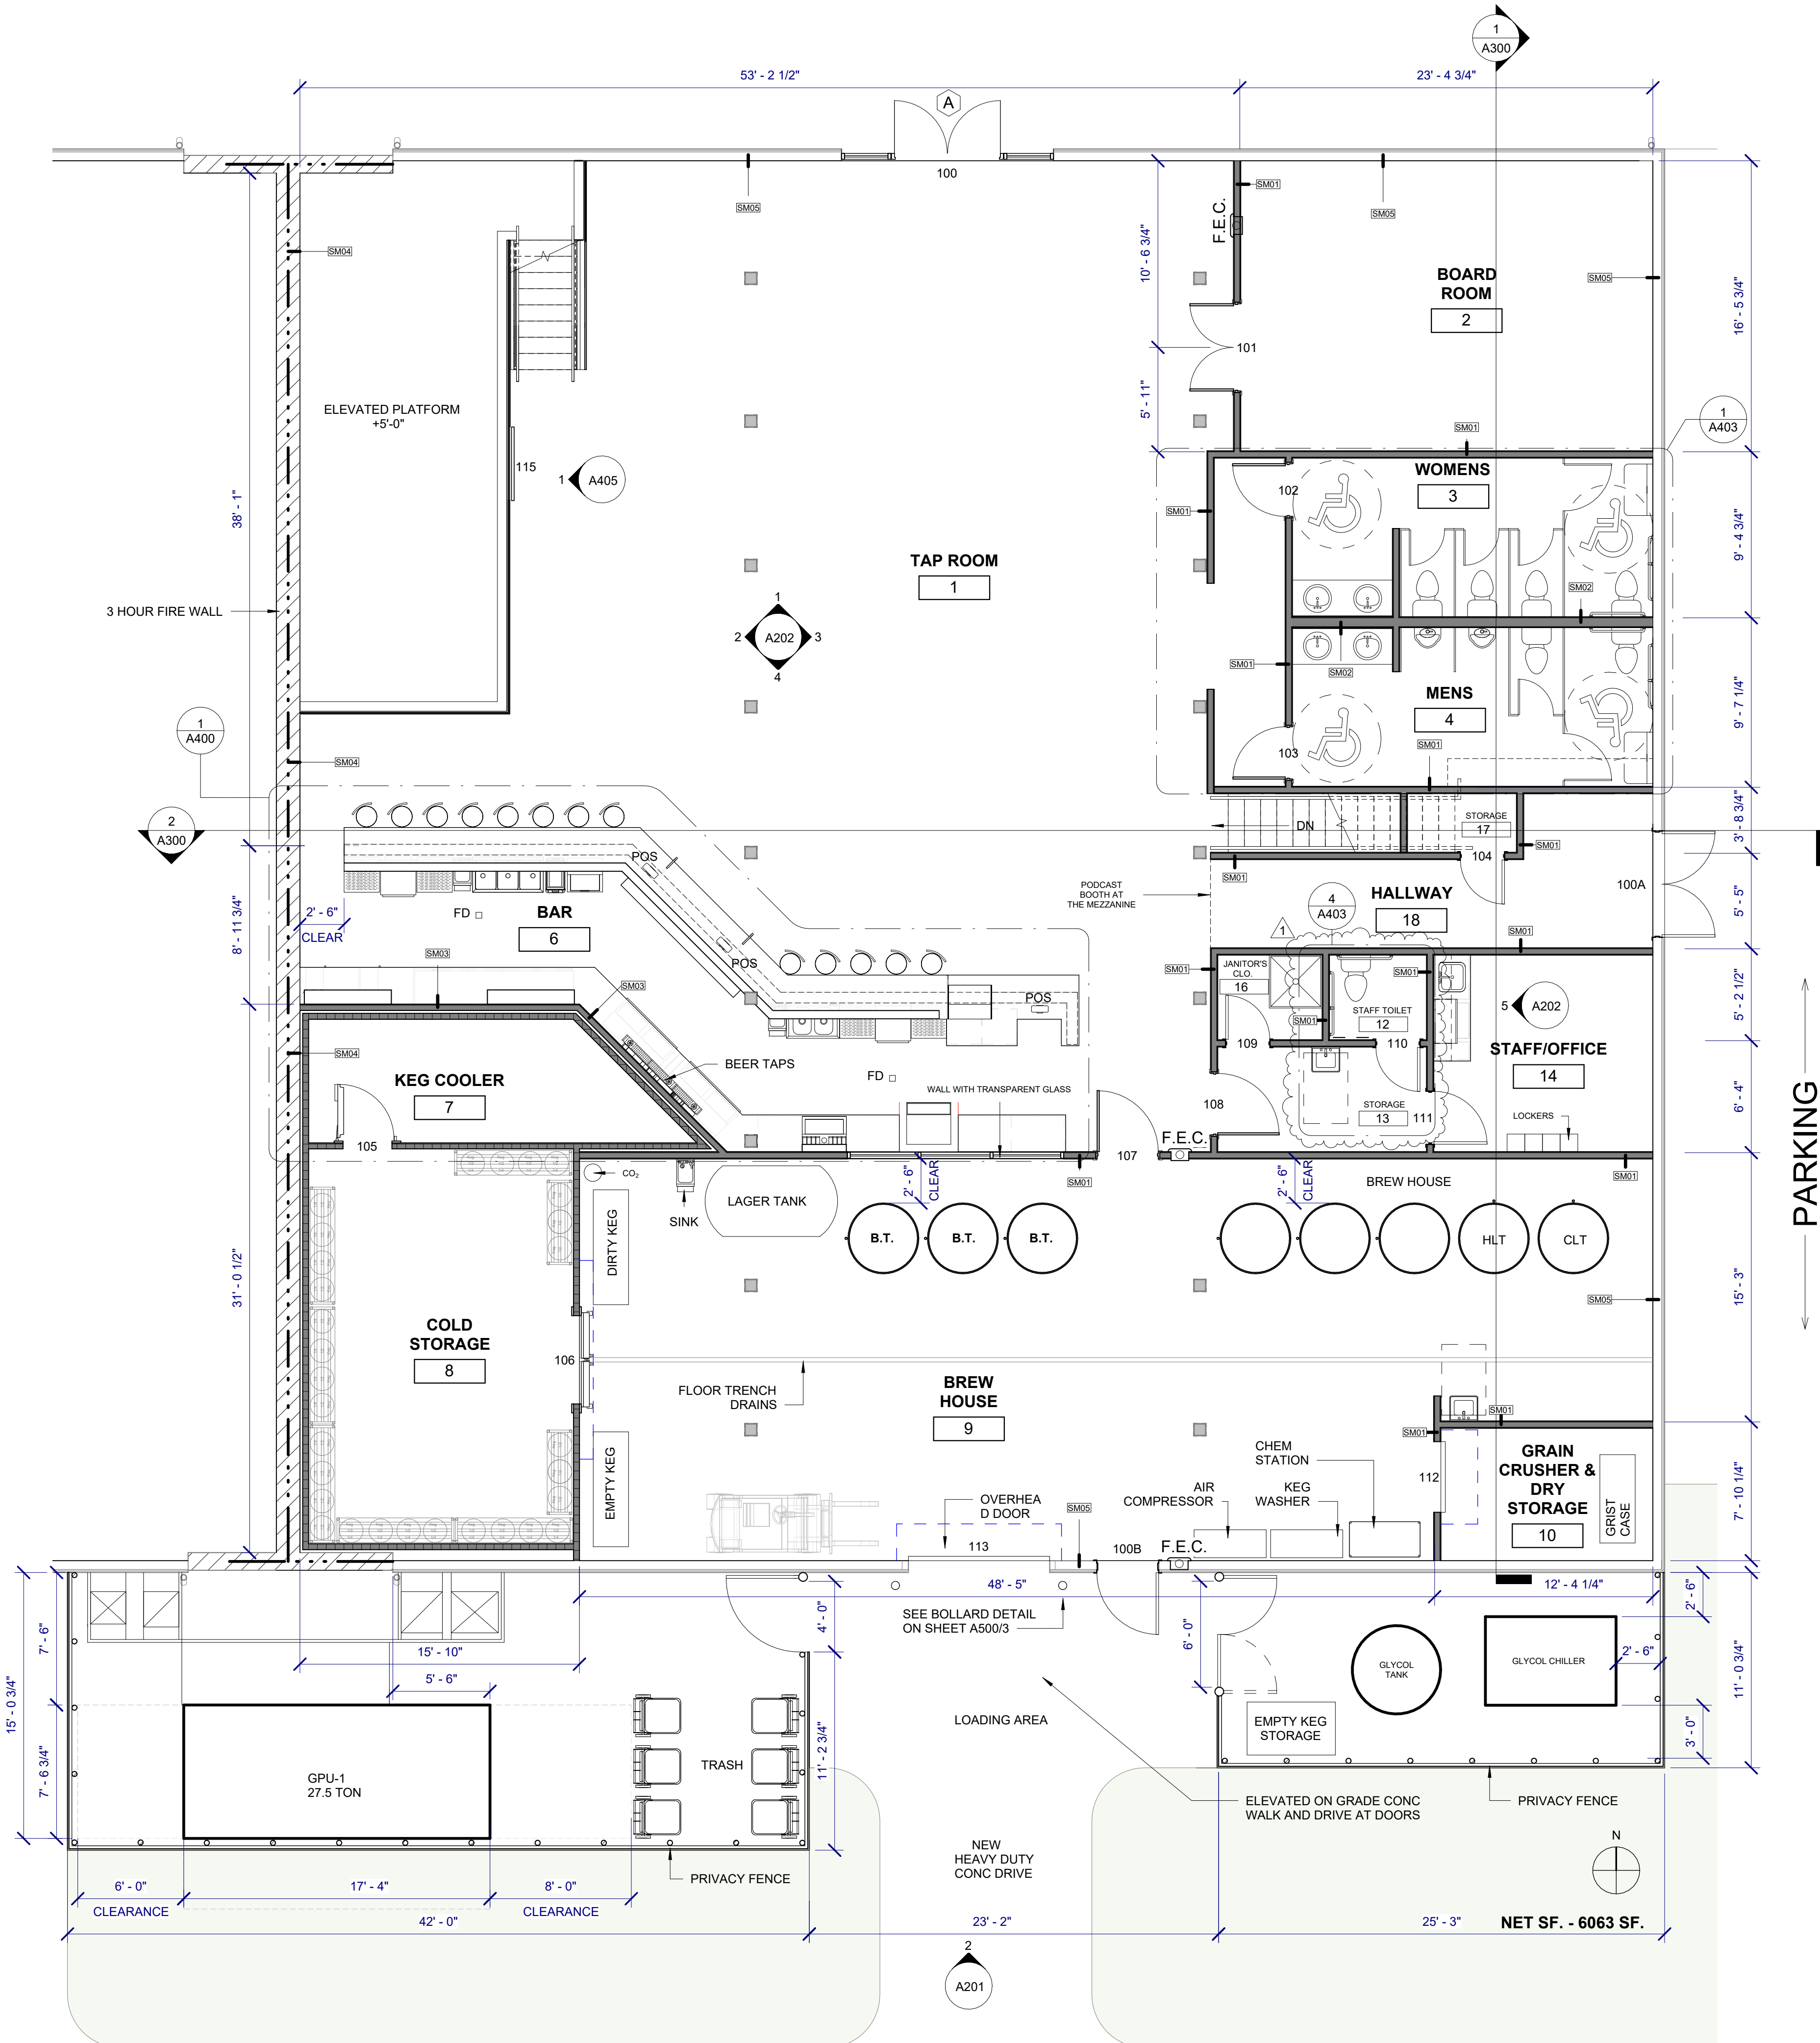 1
A300
53' - 2 1/2"
23' - 4 3/4"
A
100
SM01
SM05
SM05
F.E.C.
SM04
10' - 6 3/4"
BOARD
ROOM
2
SM05
16' - 5 3/4"
101
ELEVATED PLATFORM
+5'-0"
5' - 11"
1
A403
SM01
115
1
A405
WOMENS
3
102
SM01
38' - 1"
9' - 4 3/4"
TAP ROOM
1
SM02
3 HOUR FIRE WALL
1
2
A202
3
4
SM01
SM02
MENS
4
9' - 7 1/4"
1
A400
SM04
103
SM01
2
A300
DN
STORAGE
17
3' - 8 3/4"
POS
104
SM01
SM01
PODCAST
BOOTH AT
THE MEZZANINE
HALLWAY
18
100A
4
A403
5' - 5"
8' - 11 3/4"
2' - 6"
CLEAR
FD
BAR
6
1
SM01
SM03
POS
SM01
JANITOR'S
CLO.
16
SM01
SM03
POS
STAFF TOILET
12
SM01
5
A202
5' - 2 1/2"
109
110
STAFF/OFFICE
14
SM04
KEG COOLER
7
BEER TAPS
FD
WALL WITH TRANSPARENT GLASS
108
STORAGE
13
111
LOCKERS
6' - 4"
105
F.E.C.
107
CO2
SM01
SM01
2' - 6"
CLEAR
2' - 6"
CLEAR
BREW HOUSE
LAGER TANK
SINK
DIRTY KEG
B.T.
B.T.
B.T.
HLT
CLT
PARKING
31' - 0 1/2"
15' - 3"
SM05
COLD
STORAGE
8
106
FLOOR TRENCH
DRAINS
BREW
HOUSE
9
SM01
SM01
EMPTY KEG
CHEM
STATION
AIR
COMPRESSOR
KEG
WASHER
112
GRAIN
CRUSHER &
DRY
STORAGE
10
GRIST
CASE
7' - 10 1/4"
OVERHEA
D DOOR
SM05
113
100B
F.E.C.
48' - 5"
12' - 4 1/4"
SEE BOLLARD DETAIL
ON SHEET A500/3
4' - 0"
6' - 0"
2' - 6"
7' - 6"
15' - 10"
5' - 6"
GLYCOL
TANK
GLYCOL CHILLER
2' - 6"
11' - 0 3/4"
15' - 0 3/4"
LOADING AREA
EMPTY KEG
STORAGE
3' - 0"
7' - 6 3/4"
GPU-1
27.5 TON
TRASH
11' - 2 3/4"
ELEVATED ON GRADE CONC
WALK AND DRIVE AT DOORS
PRIVACY FENCE
NEW
HEAVY DUTY
CONC DRIVE
N
PRIVACY FENCE
6' - 0"
CLEARANCE
17' - 4"
8' - 0"
CLEARANCE
42' - 0"
23' - 2"
25' - 3"
NET SF. - 6063 SF.
2
A201